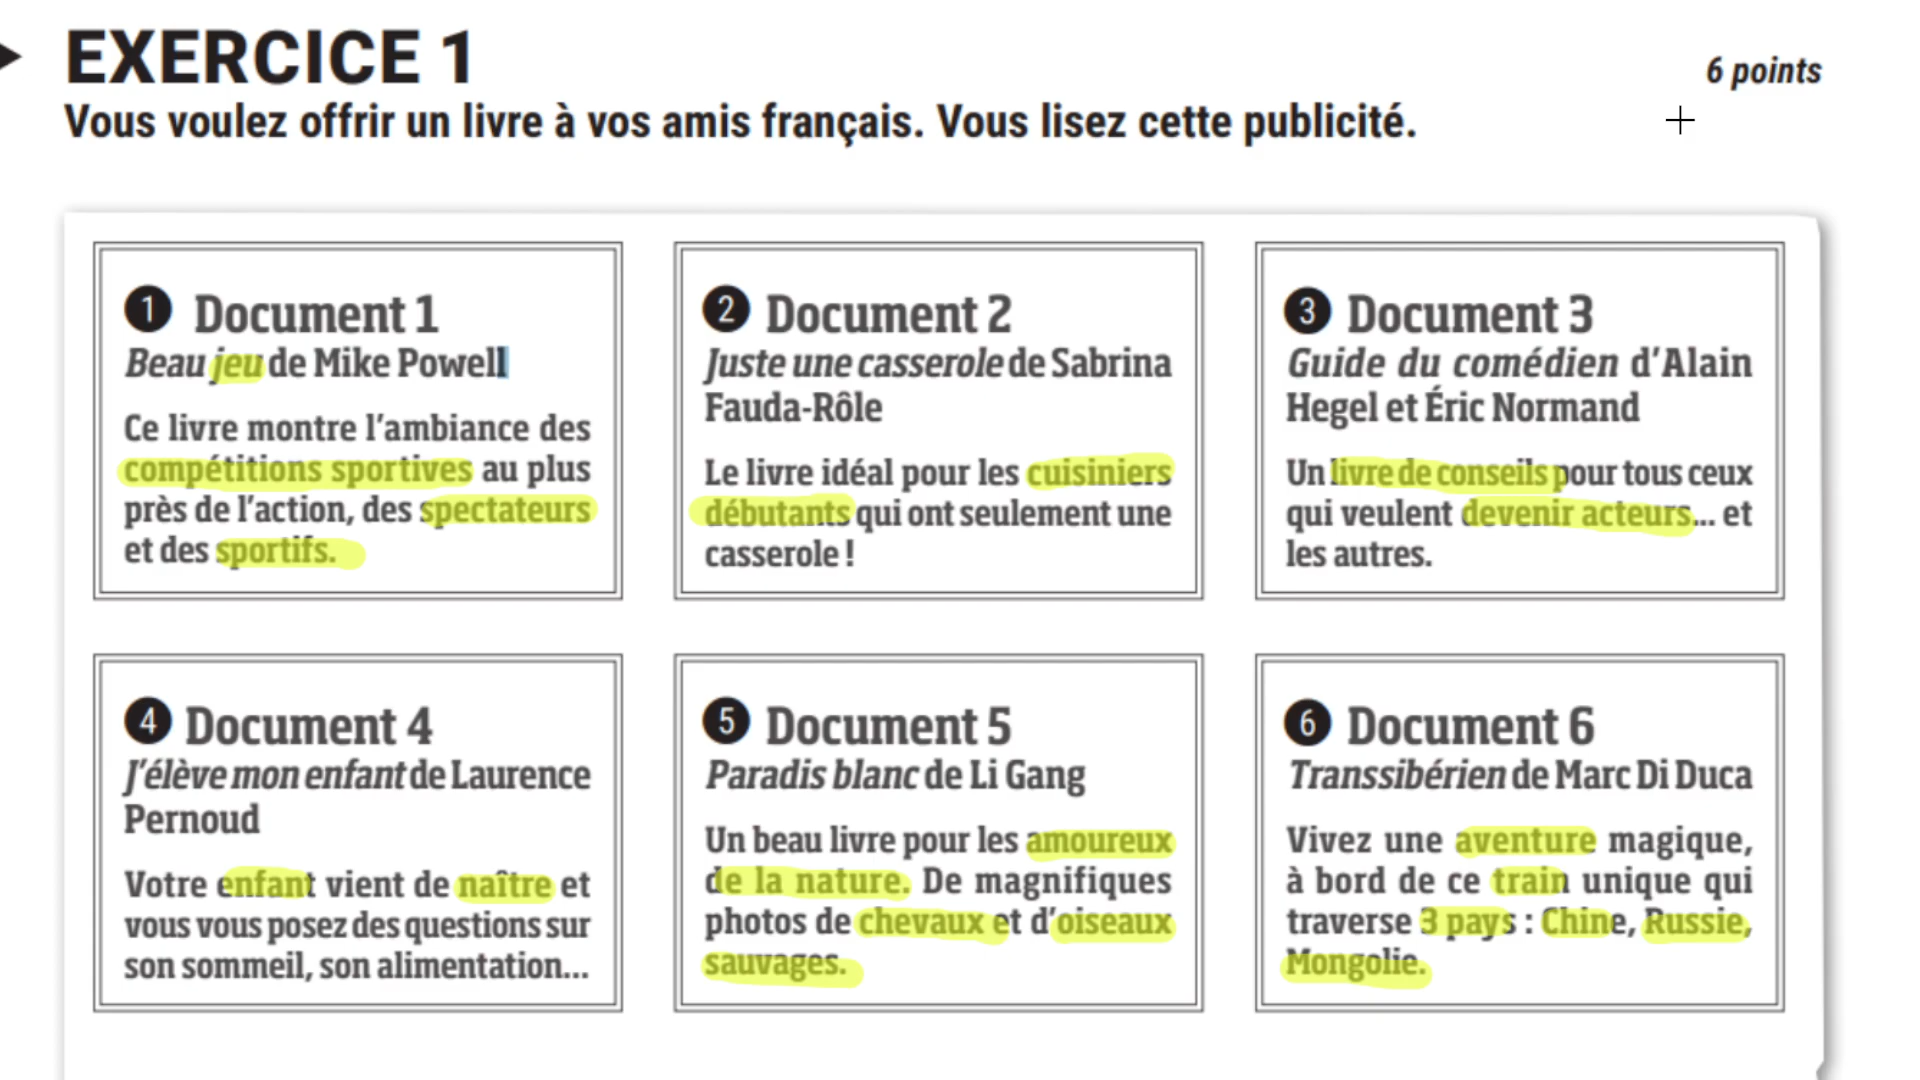 EXERCICE 1
6 points
Vous voulez offrir un livre à vos amis français. Vous lisez cette publicité.
1 Document 1
Beau jeu de Mike Powell
Ce livre montre l'ambiance des
compétitions sportives au plus
près de l'action, des spectateurs
et des sportifs.
2 Document 2
Juste une casserole de Sabrina
Fauda-Rôle
Le livre idéal pour les cuisiniers
débutants qui ont seulement une
casserole !
3 Document 3
Guide du comédien d'Alain
Hegel et Éric Normand
Un livre de conseils pour tous ceux
qui veulent devenir acteurs... et
les autres.
4 Document 4
J'élève mon enfant de Laurence
Pernoud
Votre enfant vient de naître et
vous vous posez des questions sur
son sommeil, son alimentation...
5 Document 5
Paradis blanc de Li Gang
Un beau livre pour les amoureux
de la nature. De magnifiques
photos de chevaux et d'oiseaux
sauvages.
6 Document 6
Transsibérien de Marc Di Duca
Vivez une aventure magique,
à bord de ce train unique qui
traverse 3 pays : Chine, Russie,
Mongolie.